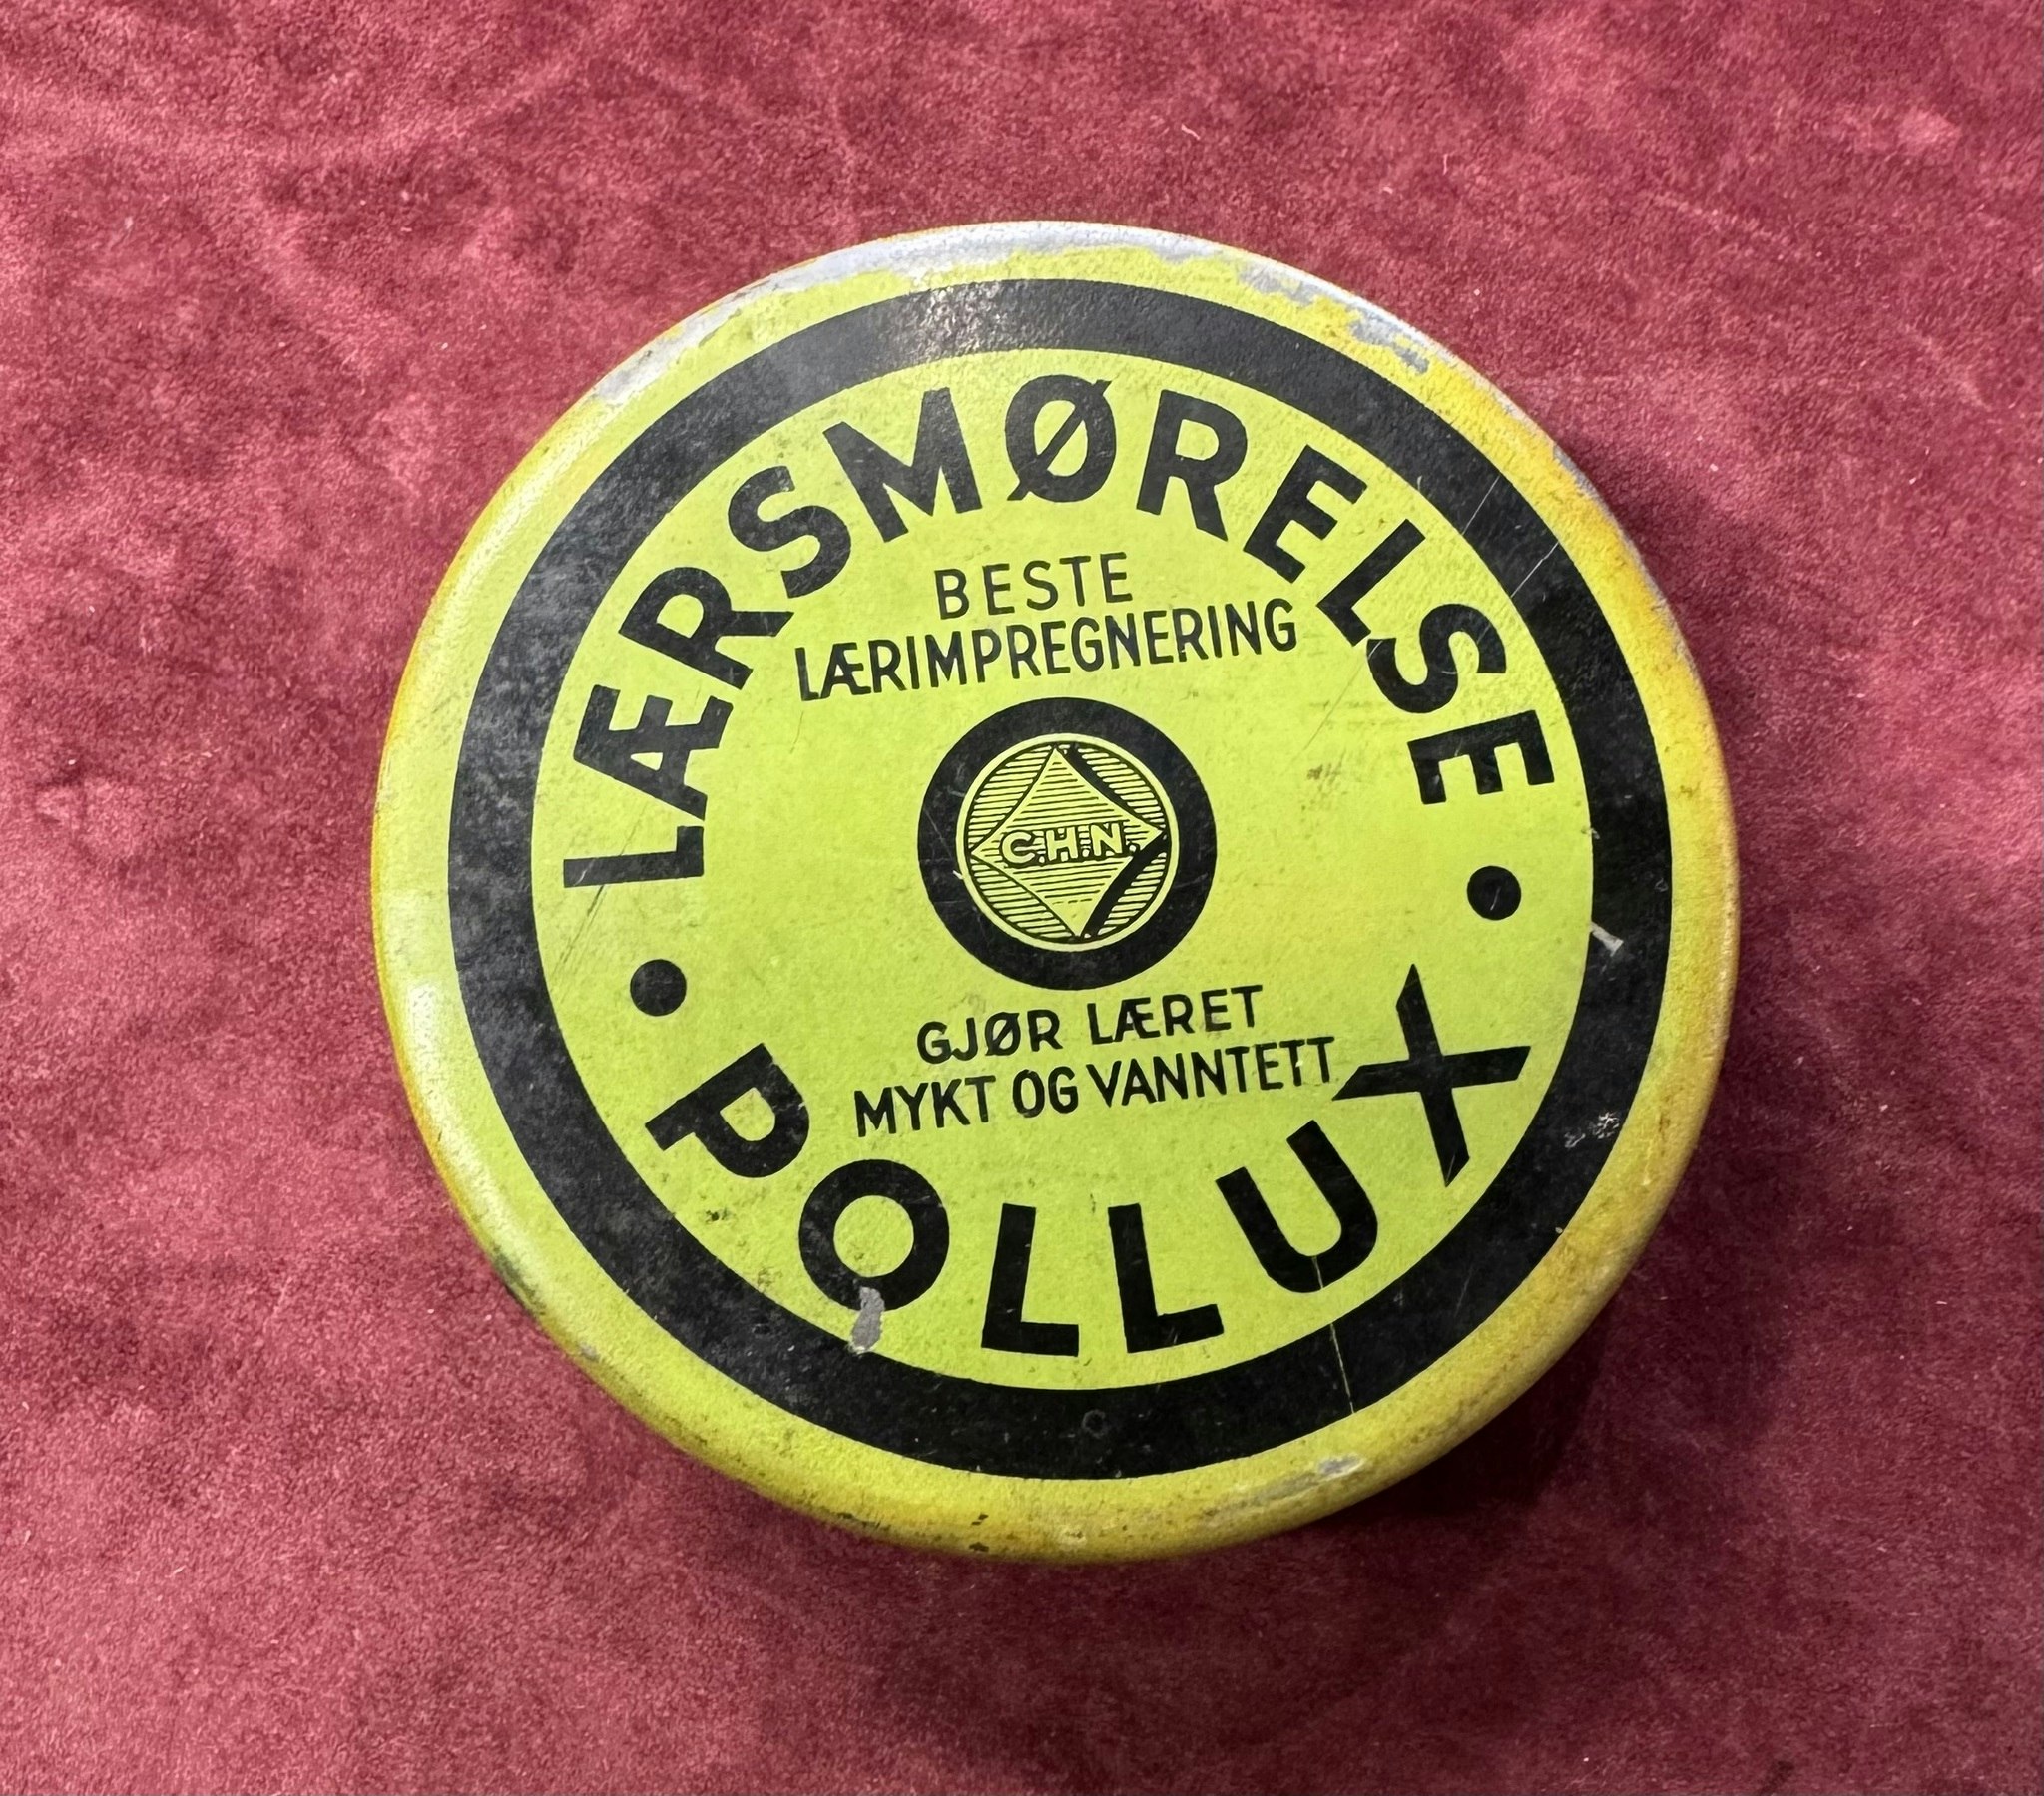 LÆRSMØRELSE
BESTE
LÆRIMPREGNERING
C.H.N.
GJØR LÆRET
MYKT OG VANNTETT
POLLUX